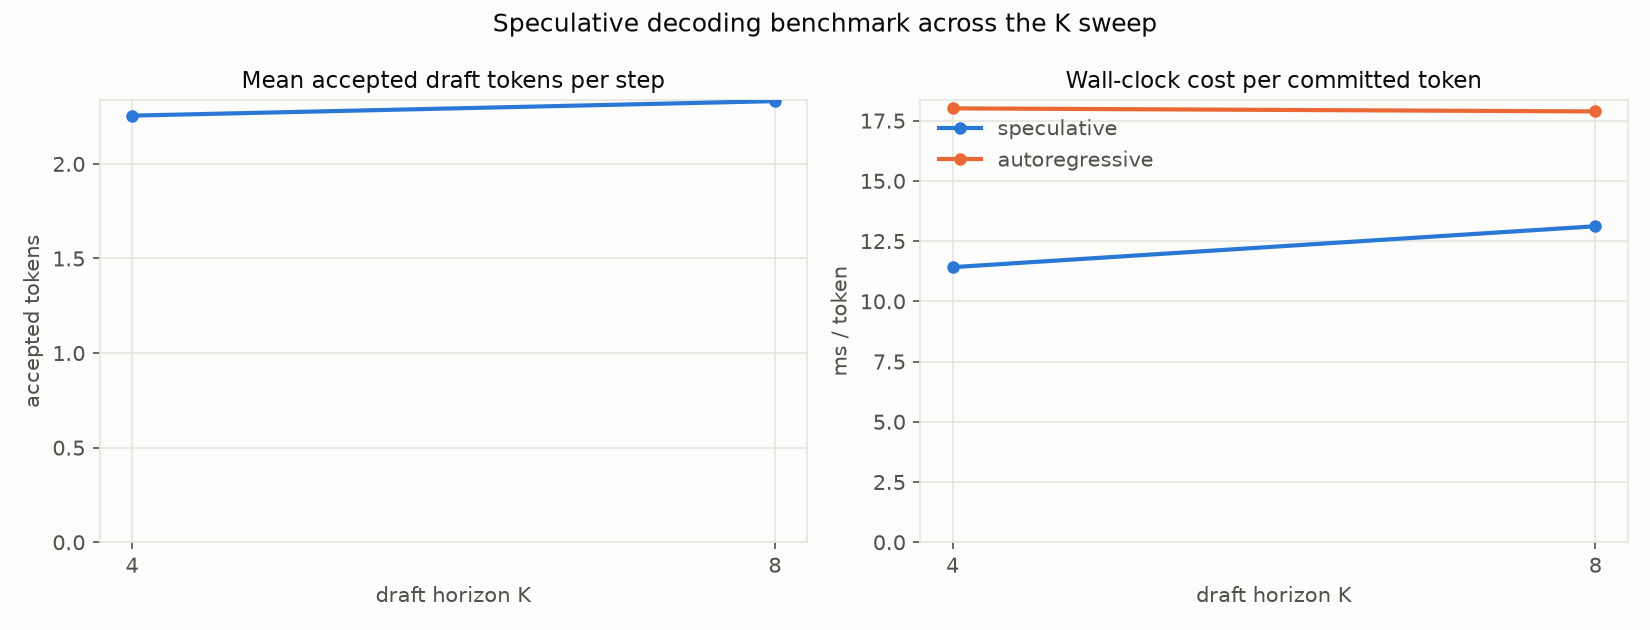 Speculative decoding benchmark across the K sweep
Mean accepted draft tokens per step
accepted tokens
2.0
1.5
1.0
0.5
0.0
4
8
draft horizon K
Wall-clock cost per committed token
ms / token
17.5
15.0
12.5
10.0
7.5
5.0
2.5
0.0
speculative
autoregressive
4
8
draft horizon K